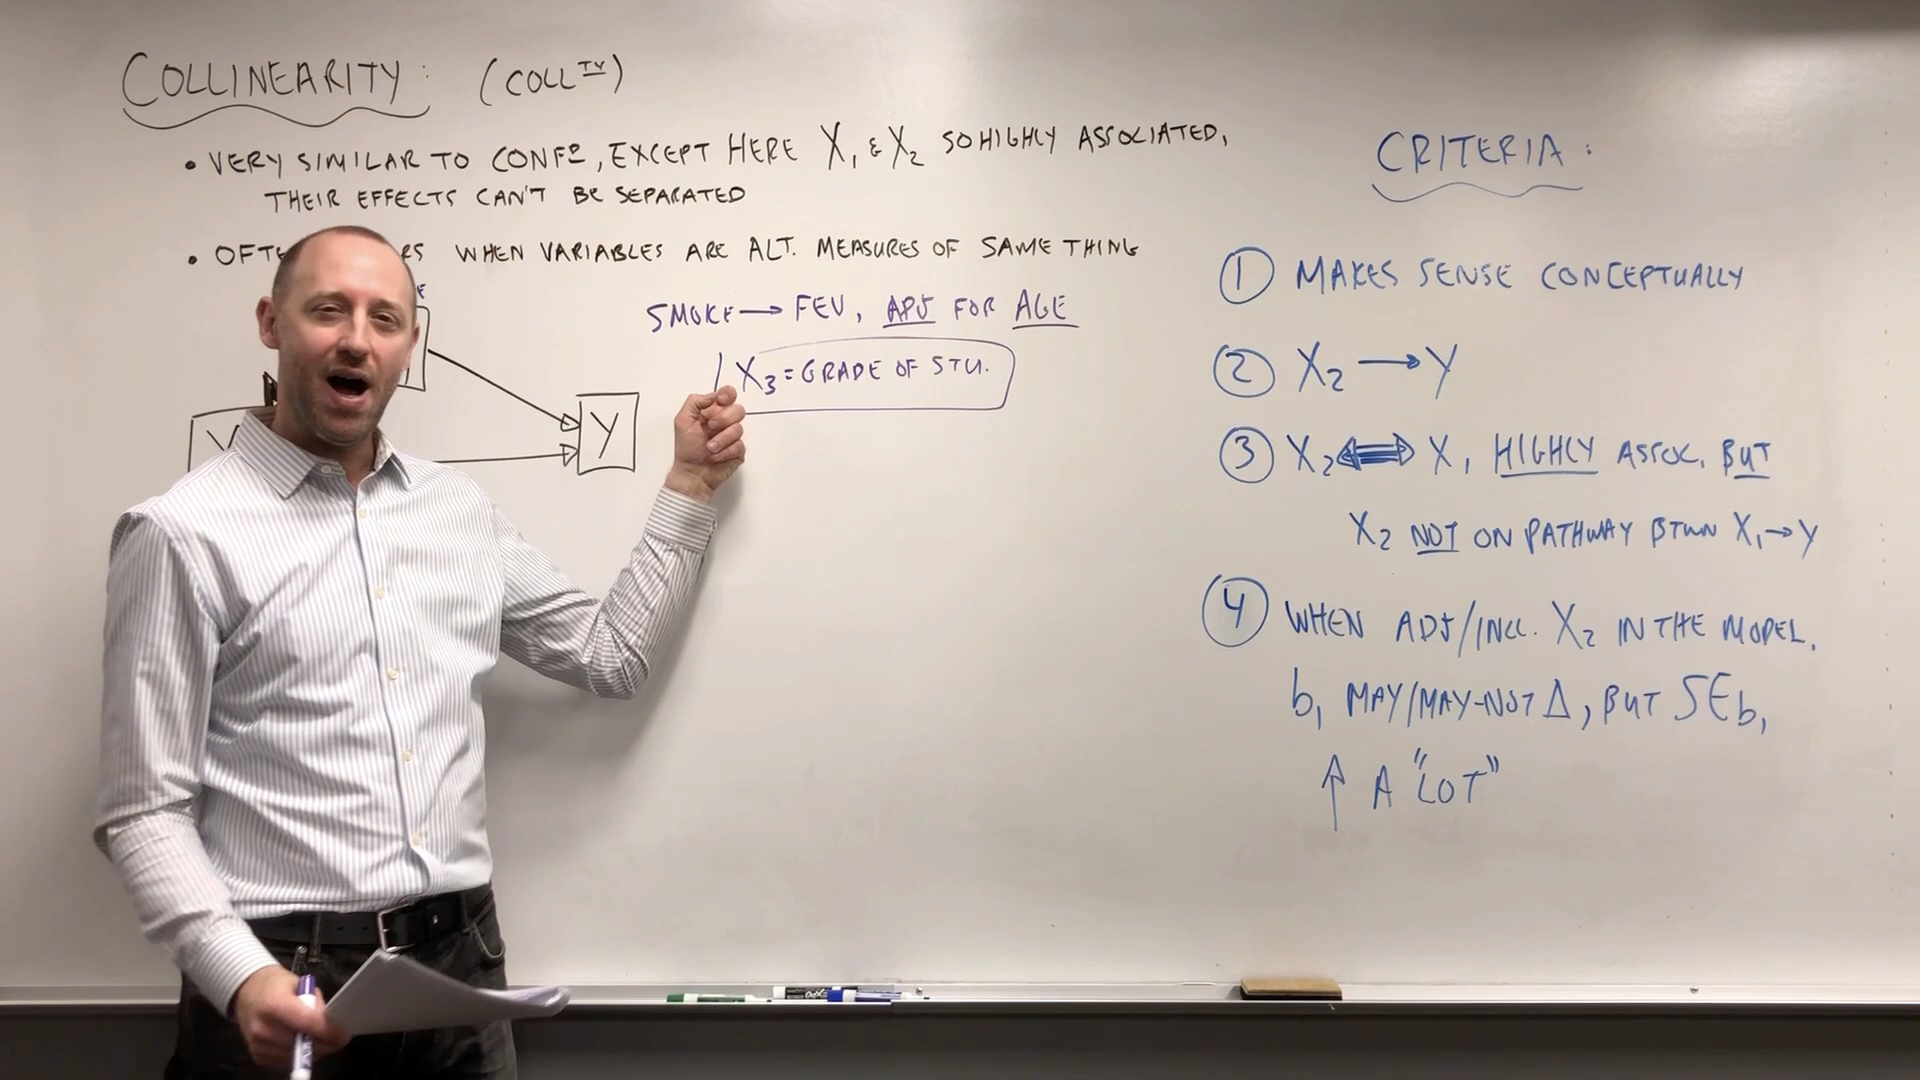 COLLINEARITY: (COLL TY)
• VERY SIMILAR TO CONF, EXCEPT HERE X1 & X2 SO HIGHLY ASSOCIATED,
THEIR EFFECTS CAN'T BE SEPARATED
• WHEN VARIABLES ARE ALT. MEASURES OF SAME THING
SMOKE → FEV, ADJ FOR AGE
X3 = GRADE OF STU.
Y
CRITERIA:
① MAKES SENSE CONCEPTUALLY
② X2 → Y
③ X2 ⟺ X1 HIGHLY ASSOC, BUT
X2 NOT ON PATHWAY BTWN X1→Y
④ WHEN ADJ/INCL. X2 IN THE MODEL,
b1 MAY/MAY-NOT Δ, BUT SEb1
↑ A "LOT"